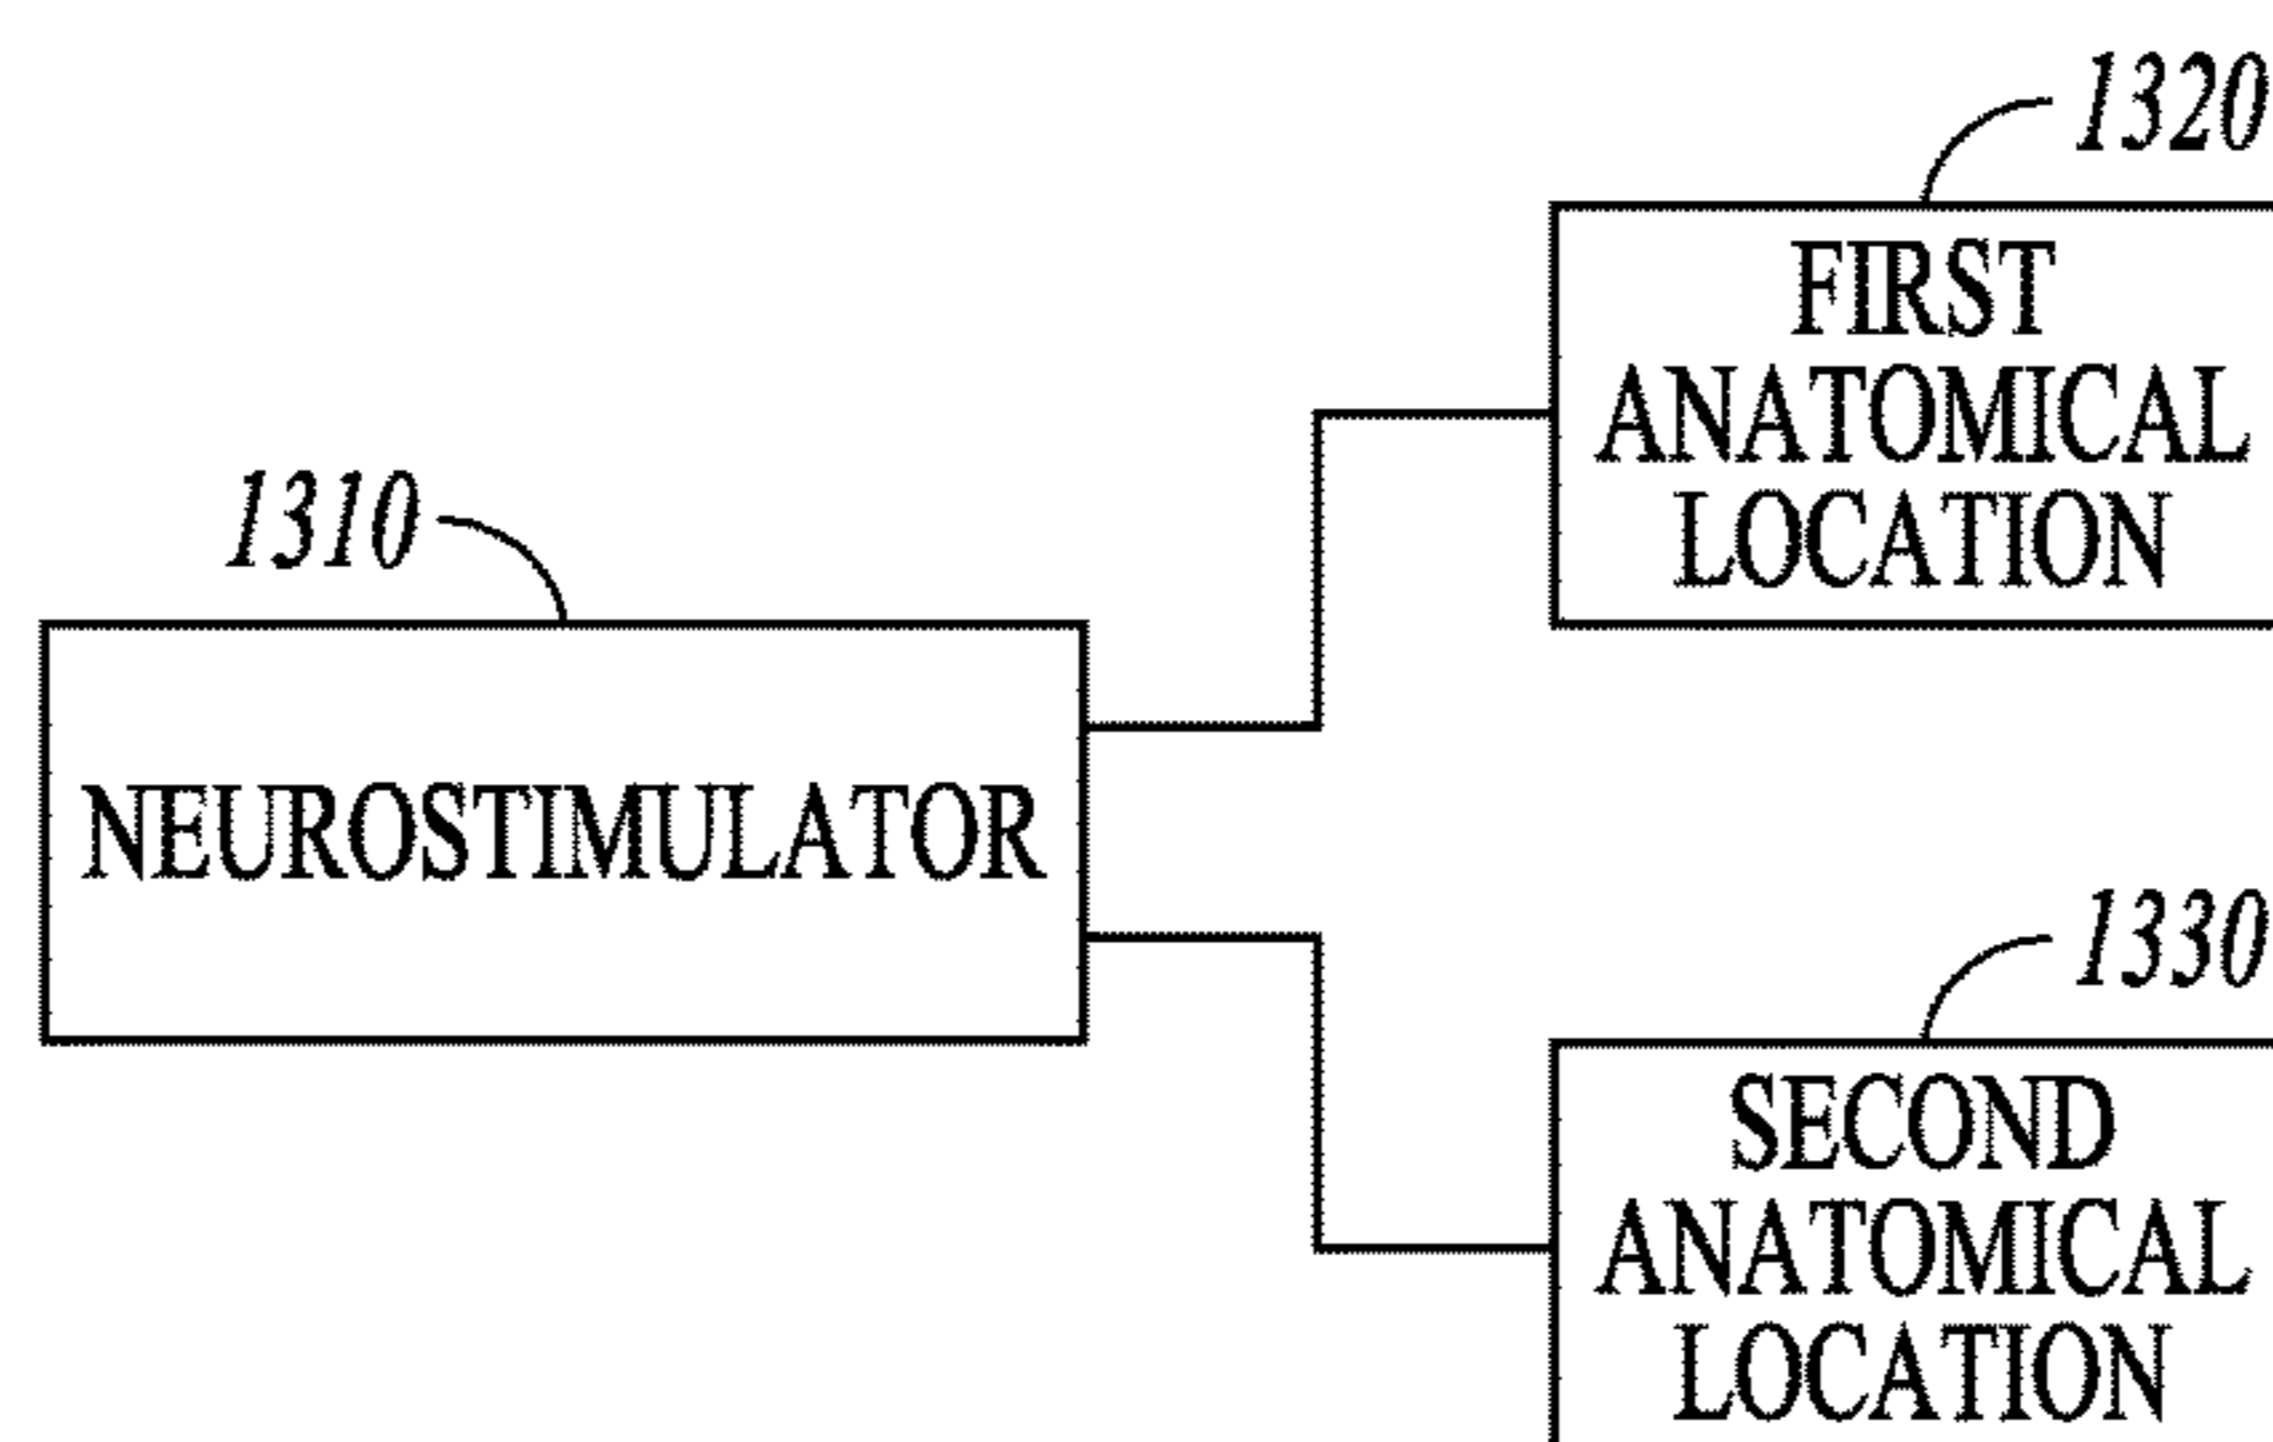 1320
FIRST
ANATOMICAL
LOCATION
1310
NEUROSTIMULATOR
1330
SECOND
ANATOMICAL
LOCATION